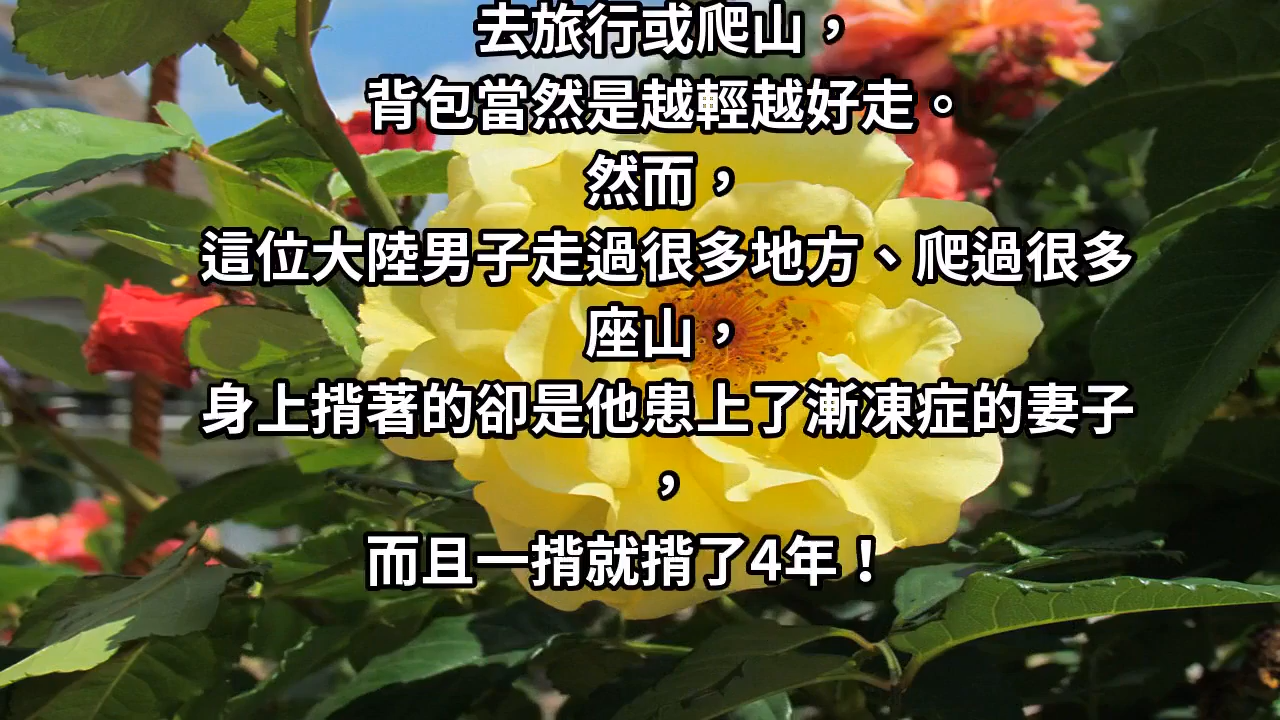 去旅行或爬山，
背包當然是越輕越好走。
然而，
這位大陸男子走過很多地方、爬過很多
座山，
身上揹著的卻是他患上了漸凍症的妻子
，
而且一揹就揹了4年！